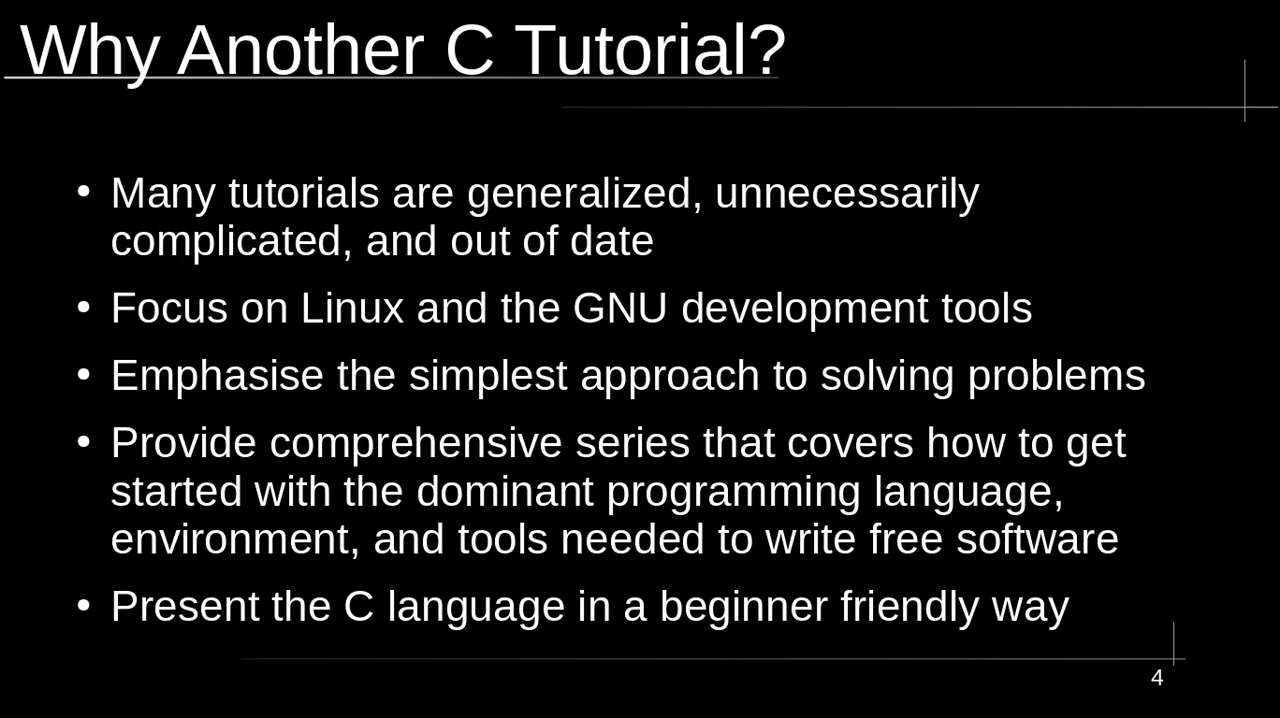 Why Another C Tutorial?
• Many tutorials are generalized, unnecessarily
complicated, and out of date
• Focus on Linux and the GNU development tools
• Emphasise the simplest approach to solving problems
• Provide comprehensive series that covers how to get
started with the dominant programming language,
environment, and tools needed to write free software
• Present the C language in a beginner friendly way
4